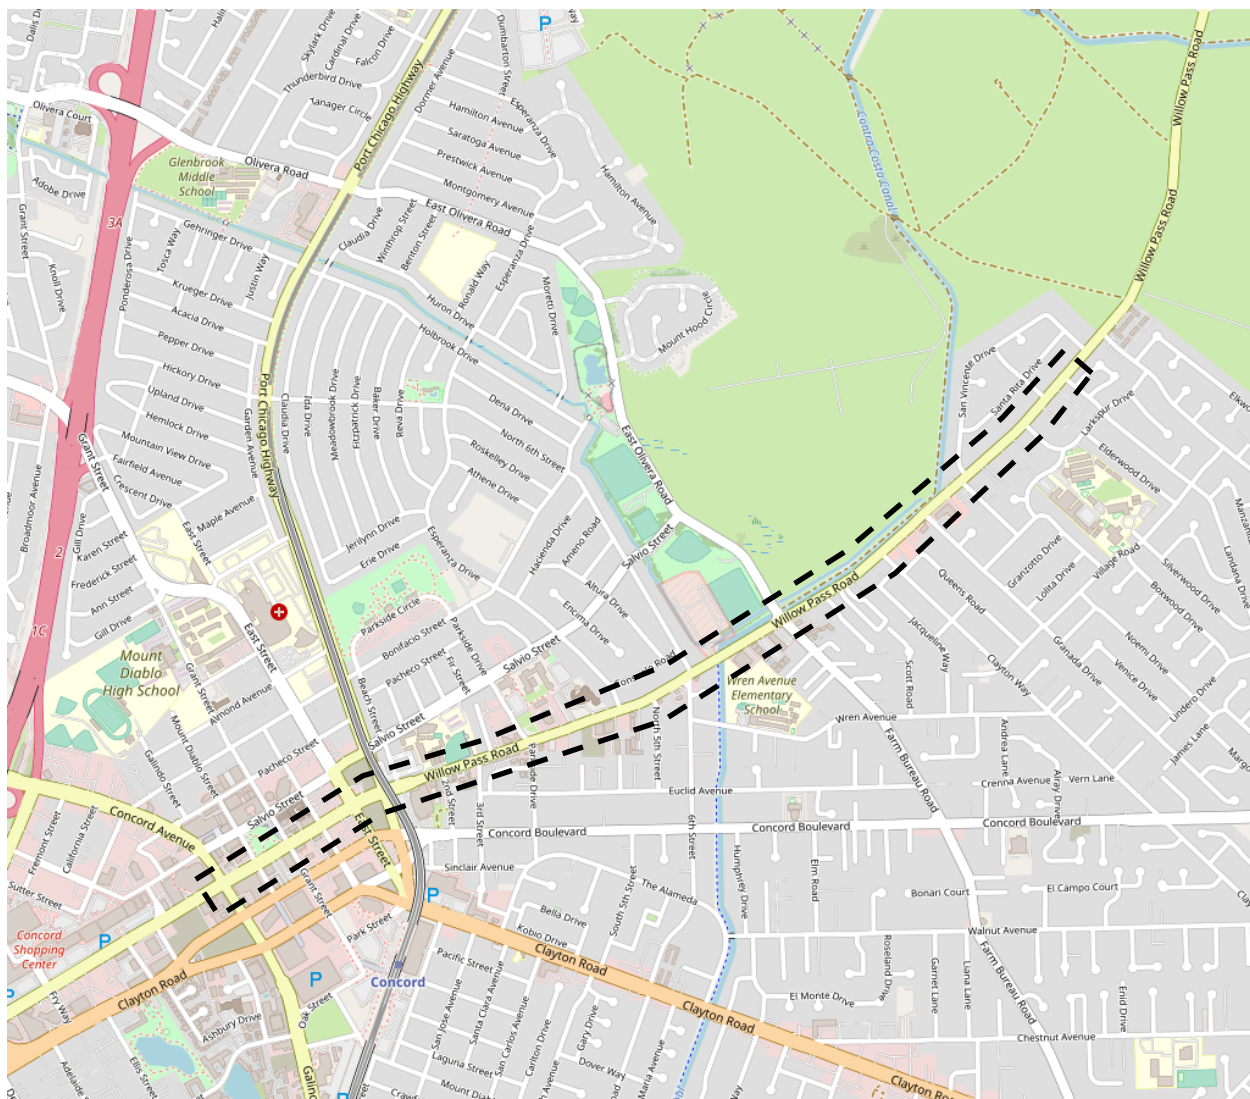 Dalis Drive
Skylark Drive
Cardinal Drive
Falcon Drive
Dumbarton Street
P
Willow Pass Road
Thunderbird Drive
Dormer Avenue
Port Chicago Highway
Tanager Circle
Hamilton Avenue
Esperanza Drive
Olivera Court
Saratoga Avenue
Contra Costa Canal
Willow Pass Road
Glenbrook
Middle
School
Olivera Road
Prestwick Avenue
Adobe Drive
Montgomery Avenue
Hamilton Avenue
Grant Street
3A
East Olivera Road
Claudia Drive
Winthrop Street
Benton Street
Esperanza Drive
Gehringer Drive
Tosca Way
Justin Way
Ponderosa Drive
Knoll Drive
Krueger Drive
Huron Drive
Ronald Way
Moretti Drive
Willow Pass Road
Acacia Drive
Holbrook Drive
Mount Hood Circle
Pepper Drive
Hickory Drive
San Vincente Drive
Santa Rita Drive
Port Chicago Highway
Upland Drive
Claudia Drive
Ida Drive
Meadowbrook Drive
Fitzpatrick Drive
Baker Drive
Reva Drive
Dena Drive
Larkspur Drive
Hemlock Drive
Garden Avenue
North 6th Street
East Olivera Road
Grant Street
Mountain View Drive
Roskelley Drive
Elderwood Drive
Fairfield Avenue
Crescent Drive
Athene Drive
Broadmoor Avenue
Maple Avenue
Manzanita
Gill Drive
East Street
Jerilynn Drive
Hacienda Drive
Ameno Road
Salvio Street
Karen Street
Erie Drive
Esperanza Drive
Granzotto Drive
Village Road
2
Frederick Street
Queens Road
Lolita Drive
Silverwood Drive
Landana Drive
Ann Street
Altura Drive
Willow Pass Road
Boxwood Drive
1C
Gill Drive
East Street
Parkside Circle
Encima Drive
Jacqueline Way
Noemi Drive
Mount
Diablo
High School
Grant Street
Bonifacio Street
Parkside Drive
Salvio Street
Granada Drive
Venice Drive
Pacheco Street
Fir Street
Scott Road
Clayton Way
Lindero Drive
Almond Avenue
Beach Street
Wren Avenue
Elementary
School
Mount Diablo Street
Salvio Street
North 5th Street
Wren Avenue
Andrea Lane
James Lane
Galindo Street
Pacheco Street
Willow Pass Road
Parkside Drive
Farm Bureau Road
Crenna Avenue
Vern Lane
Alray Drive
Salvio Street
2nd Street
3rd Street
Euclid Avenue
Concord Avenue
California Street
Fremont Street
East Street
Concord Boulevard
6th Street
Concord Boulevard
Concord Boulevard
Sutter Street
Grant Street
Sinclair Avenue
The Alameda
South 5th Street
Humphrey Drive
Elm Road
Bonari Court
El Campo Court
P
Bella Drive
Concord
Shopping
Center
P
Park Street
Kobio Drive
Roseland Drive
Walnut Avenue
Pacific Street
Clayton Road
Garnet Lane
Liana Lane
Farm Bureau Road
P
Concord
Clayton Road
Fry Way
P
Oak Street
San Jose Avenue
Santa Clara Avenue
San Carlos Avenue
El Monte Drive
Enid Drive
Ashbury Drive
Carlton Drive
Gary Drive
Clayton Road
Chestnut Avenue
Ellis Street
Laguna Street
Dover Way
Maria Avenue
Adelaide
Mount
Clayton Road
P